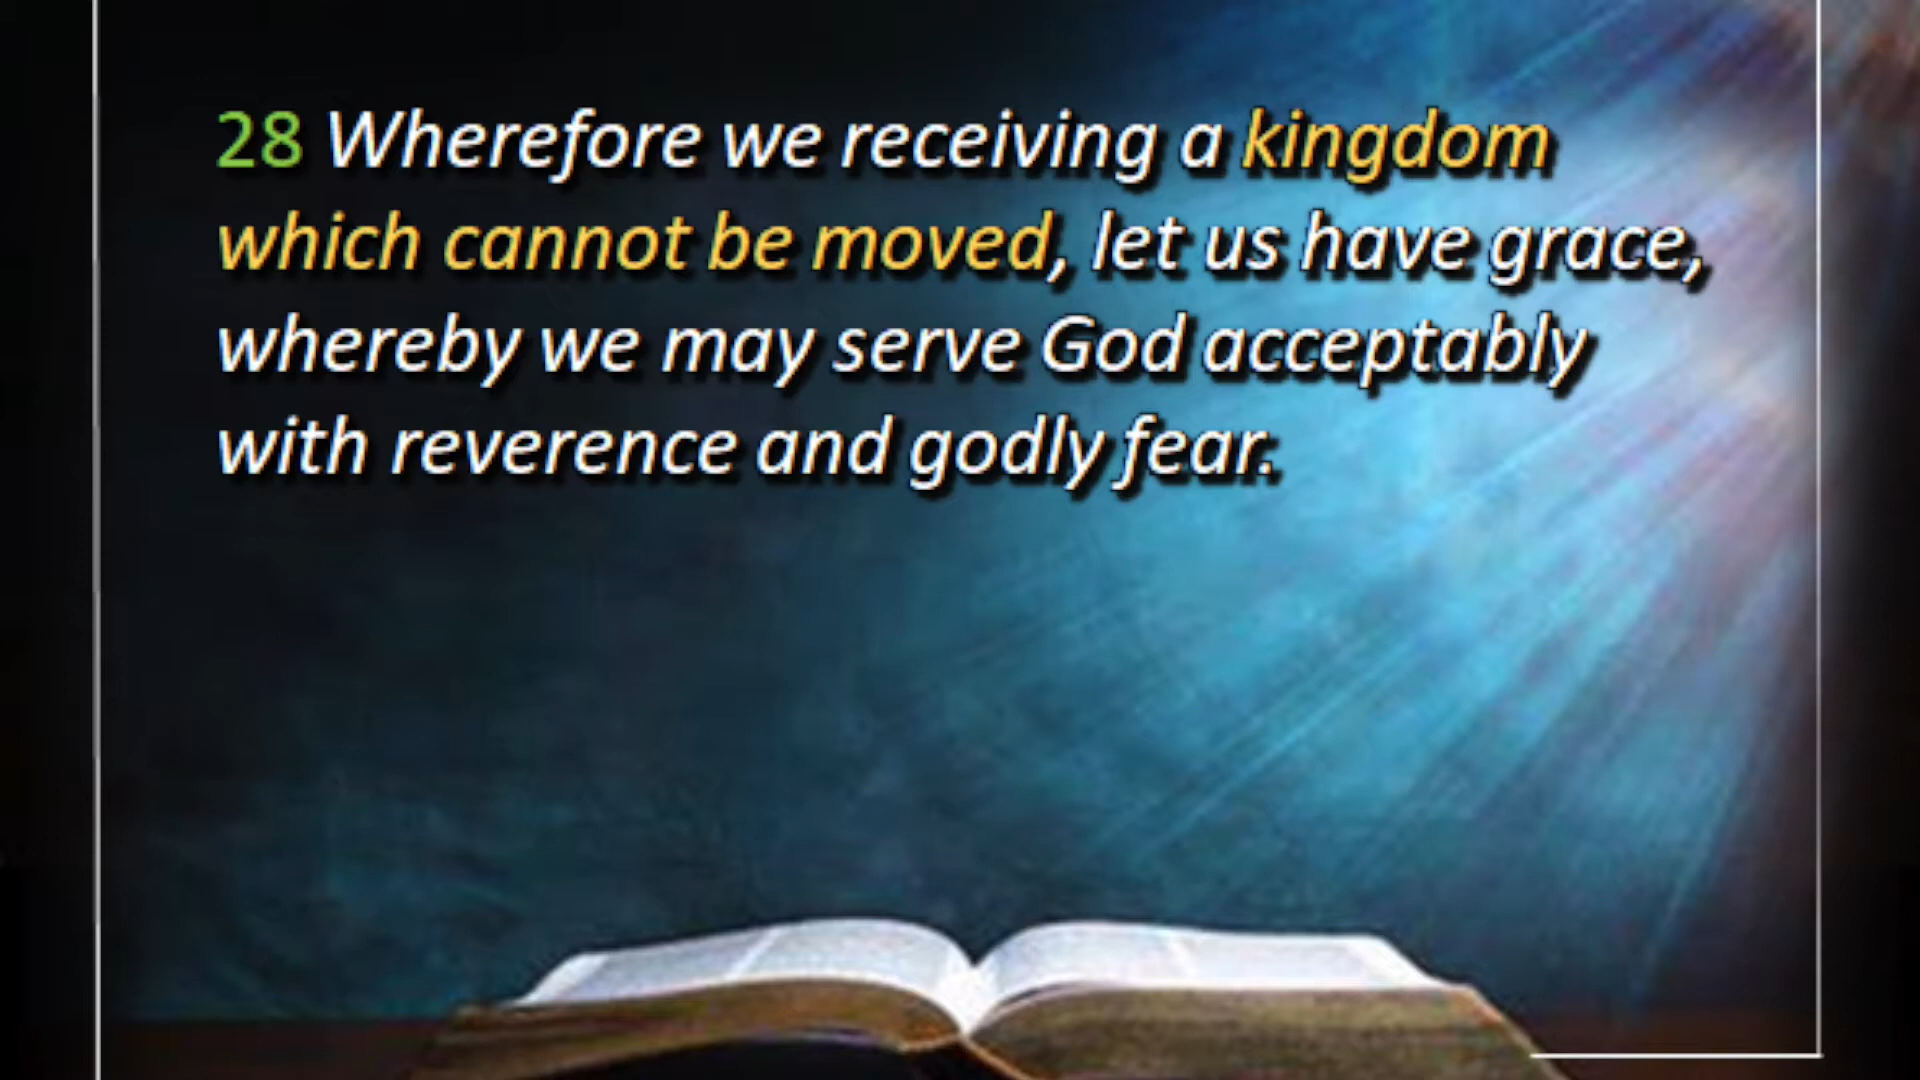 28 Wherefore we receiving a kingdom
which cannot be moved, let us have grace,
whereby we may serve God acceptably
with reverence and godly fear.